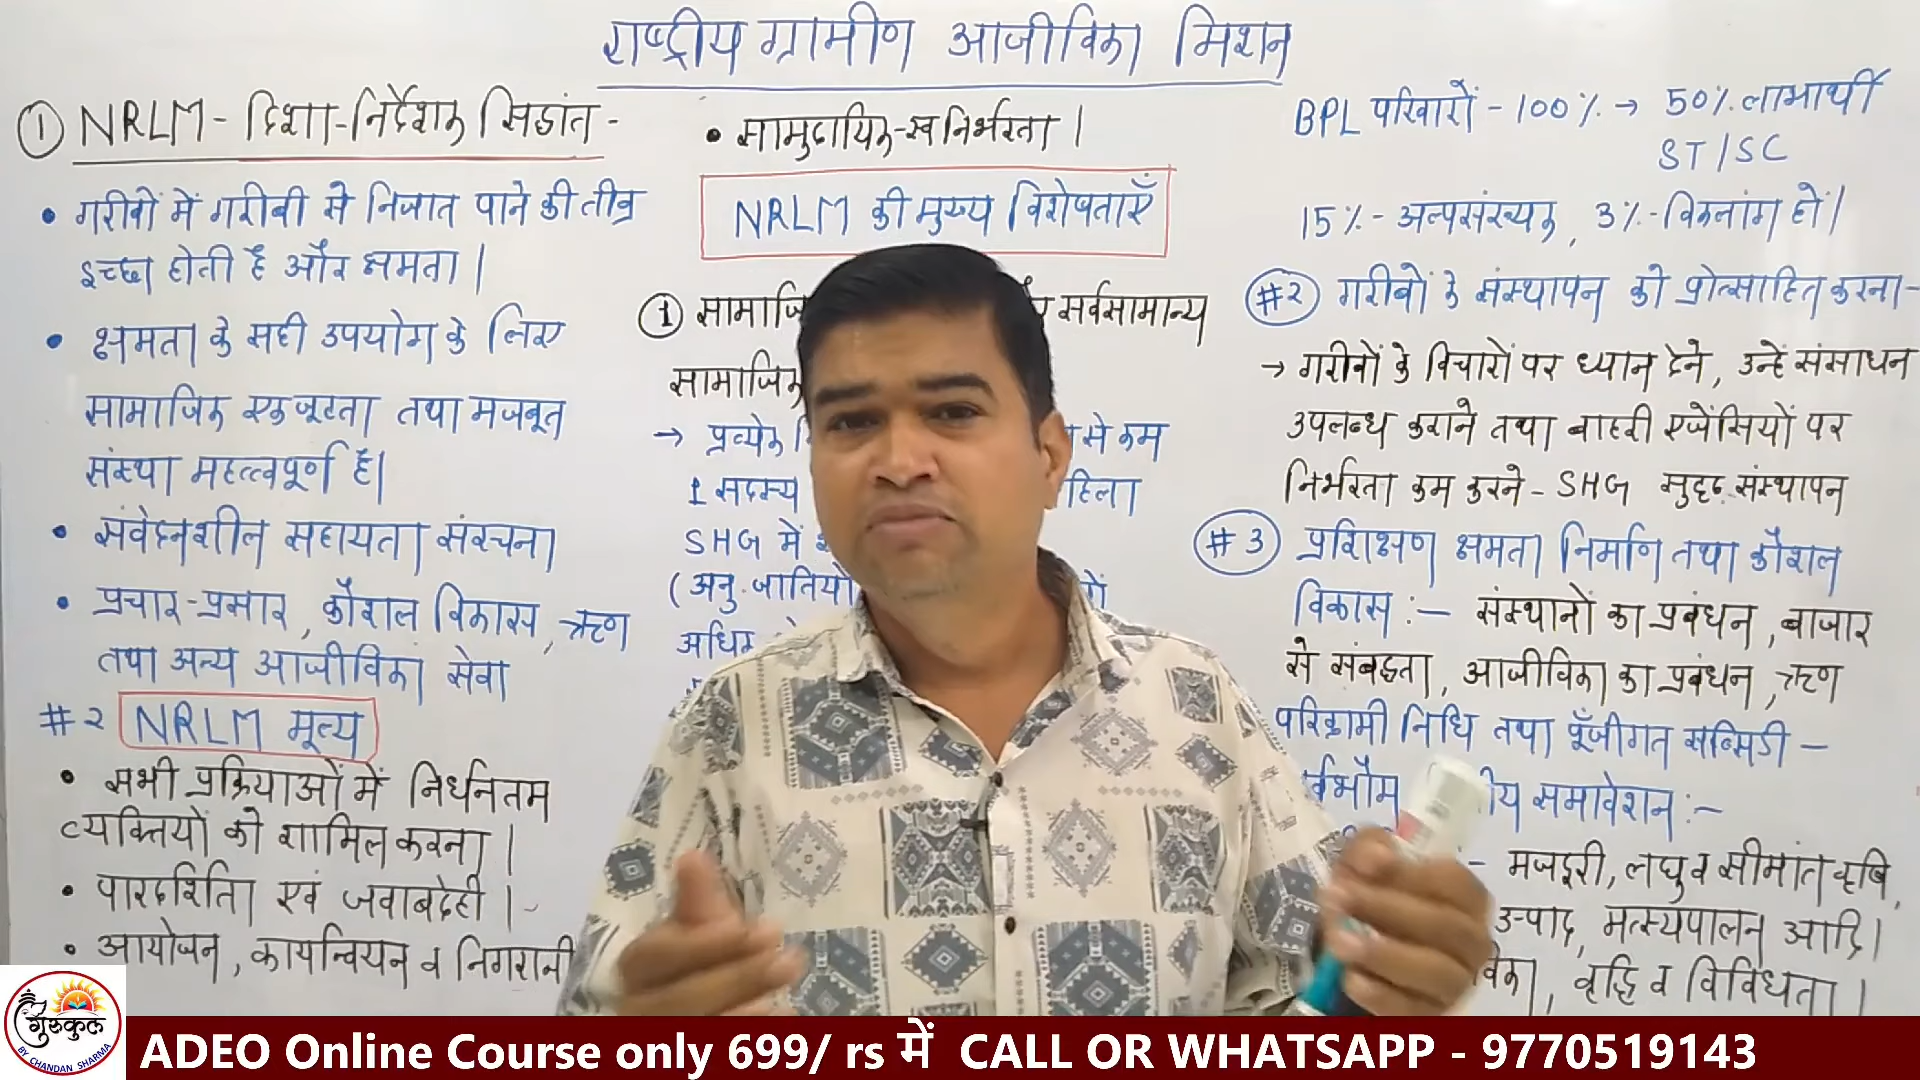 राष्ट्रीय ग्रामीण आजीविका मिशन
① NRLM - दिशा-निर्देशक सिद्धांत -
• गरीबों में गरीबी से निजात पाने की तीव्र
इच्छा होती है और क्षमता।
• क्षमता के सही उपयोग के लिए
सामाजिक एकजूटता तथा मजबूत
संस्था महत्त्वपूर्ण है।
• संवेदनशील सहायता संरचना
• प्रचार-प्रसार, कौशल विकास, ऋण
तथा अन्य आजीविका सेवा
#२ NRLM मूल्य
• सभी प्रक्रियाओं में निर्धनतम
व्यक्तियों को शामिल करना।
• पारदर्शिता एवं जवाबदेही।
• आयोजन, कार्यान्वियन व निगरानी
• सामुदायिक-स्व निर्भरता।
NRLM की मुख्य विशेषताएँ
① सामाजि सर्वसामान्य
सामाजिक
→ प्रत्येक से कम
1 सदस्य हिला
SHG में
(अनु. जातियों
अधिक
BPL परिवारों - 100% → 50% लाभार्थी
ST/SC
15% - अल्पसंख्यक, 3% - विकलांग हों।
#२ गरीबों के संस्थापन को प्रोत्साहित करना -
→ गरीबों के विचारों पर ध्यान देने, उन्हें संसाधन
उपलब्ध कराने तथा बाहरी एजेंसियों पर
निर्भरता कम करने - SHG सुदृढ़ संस्थापन
#3 प्रशिक्षण क्षमता निर्माण तथा कौशल
विकास :- संस्थानों का प्रबंधन, बाजार
से संबद्धता, आजीविका का प्रबंधन, ऋण
परिक्रामी निधि तथा पूँजीगत सब्सिडी -
र्वभौम ीय समावेशन :-
:- मजदूरी, लघु व सीमांत कृषि,
उत्पाद, मत्स्यपालन आदि।
विका, वृद्धि व विविधता।
गुरुकुल
BY CHANDAN SHARMA
ADEO Online Course only 699/ rs में CALL OR WHATSAPP - 9770519143